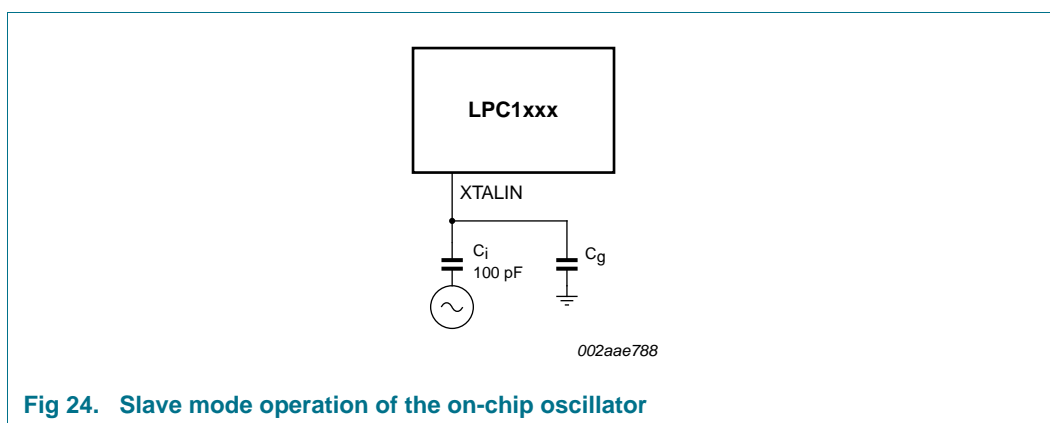 LPC1xxx
XTALIN
Ci
100 pF
Cg
002aae788
Fig 24. Slave mode operation of the on-chip oscillator